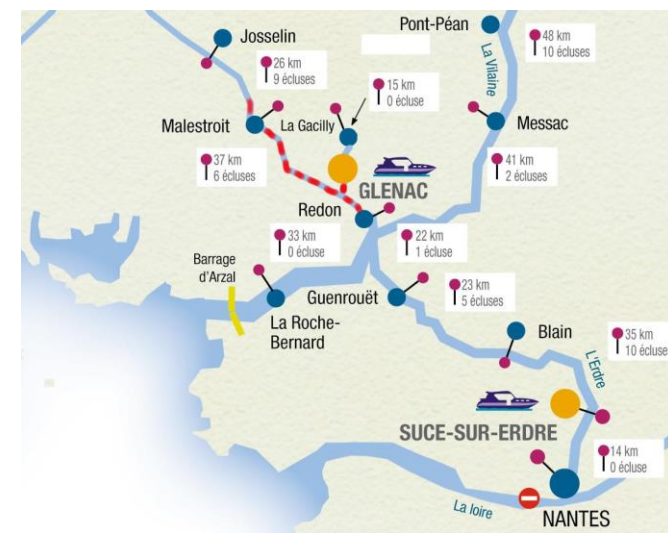 Josselin
Pont-Péan
48 km
10 écluses
La Vilaine
26 km
9 écluses
15 km
0 écluse
Malestroit
La Gacilly
Messac
37 km
6 écluses
GLENAC
41 km
2 écluses
Redon
33 km
0 écluse
22 km
1 écluse
Barrage
d'Arzal
Guenrouët
23 km
5 écluses
La Roche-
Bernard
Blain
35 km
10 écluse
L'Erdre
SUCE-SUR-ERDRE
14 km
0 écluse
La loire
NANTES